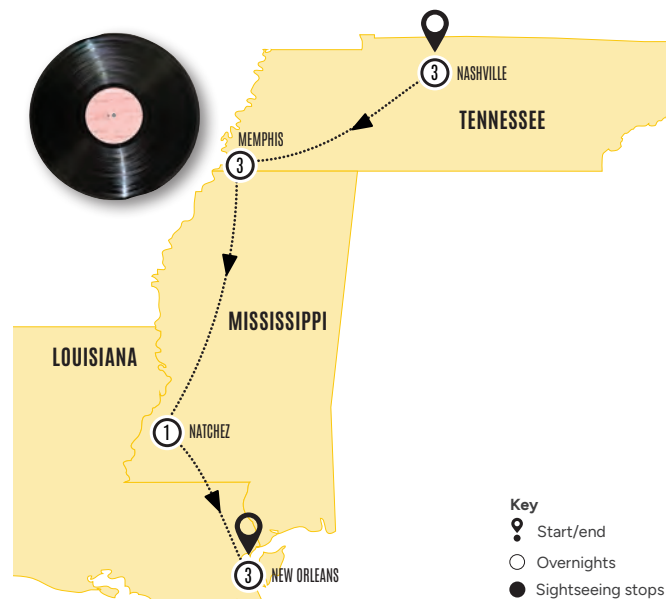 3 NASHVILLE
TENNESSEE
MEMPHIS
3
MISSISSIPPI
LOUISIANA
1 NATCHEZ
3 NEW ORLEANS
Key
Start/end
Overnights
Sightseeing stops